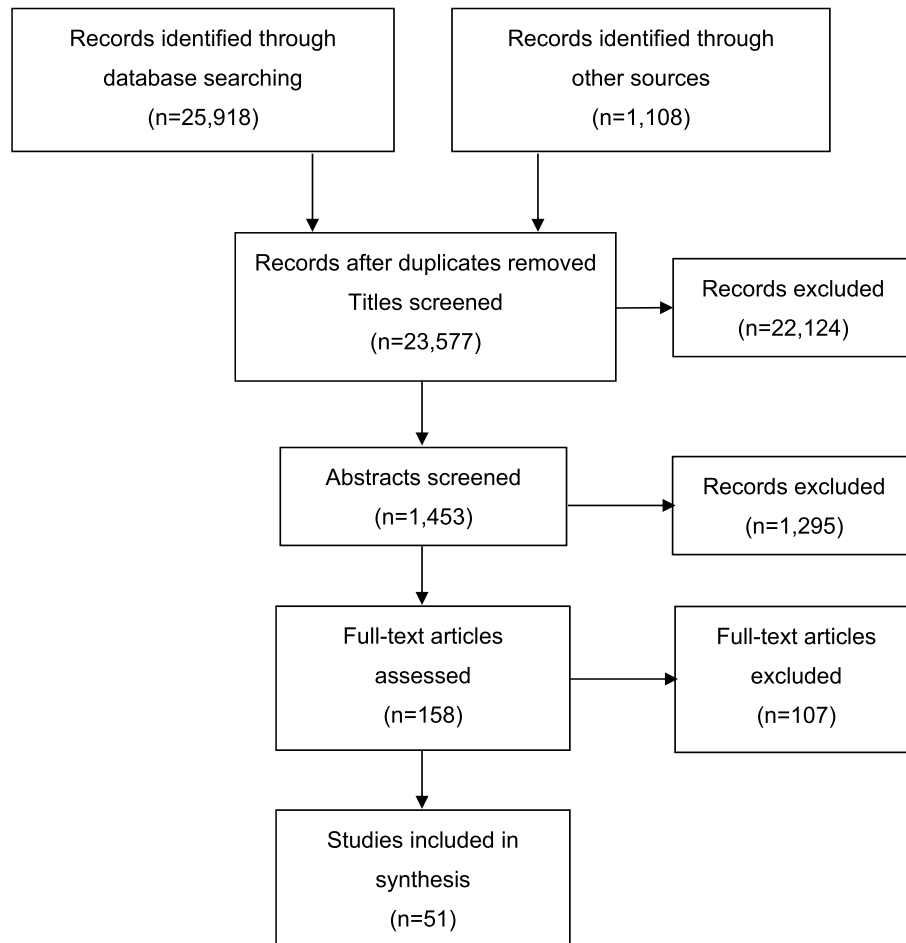 Records identified through
database searching
(n=25,918)
Records identified through
other sources
(n=1,108)
Records after duplicates removed
Titles screened
(n=23,577)
Records excluded
(n=22,124)
Abstracts screened
(n=1,453)
Records excluded
(n=1,295)
Full-text articles
assessed
(n=158)
Full-text articles
excluded
(n=107)
Studies included in
synthesis
(n=51)